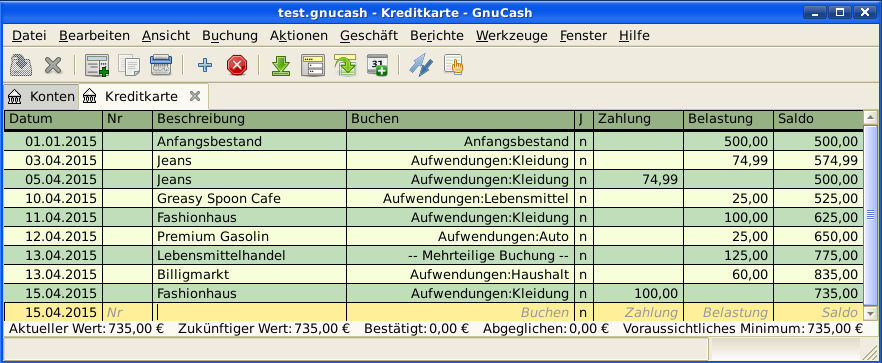 test.gnucash - Kreditkarte - GnuCash
Datei Bearbeiten Ansicht Buchung Aktionen Geschäft Berichte Werkzeuge Fenster Hilfe
31
Konten Kreditkarte
Datum Nr Beschreibung Buchen J Zahlung Belastung Saldo
01.01.2015 Anfangsbestand Anfangsbestand n 500,00 500,00
03.04.2015 Jeans Aufwendungen:Kleidung n 74,99 574,99
05.04.2015 Jeans Aufwendungen:Kleidung n 74,99 500,00
10.04.2015 Greasy Spoon Cafe Aufwendungen:Lebensmittel n 25,00 525,00
11.04.2015 Fashionhaus Aufwendungen:Kleidung n 100,00 625,00
12.04.2015 Premium Gasolin Aufwendungen:Auto n 25,00 650,00
13.04.2015 Lebensmittelhandel -- Mehrteilige Buchung -- n 125,00 775,00
13.04.2015 Billigmarkt Aufwendungen:Haushalt n 60,00 835,00
15.04.2015 Fashionhaus Aufwendungen:Kleidung n 100,00 735,00
15.04.2015 Nr Buchen n Zahlung Belastung Saldo
Aktueller Wert: 735,00 € Zukünftiger Wert: 735,00 € Bestätigt: 0,00 € Abgeglichen: 0,00 € Voraussichtliches Minimum: 735,00 €